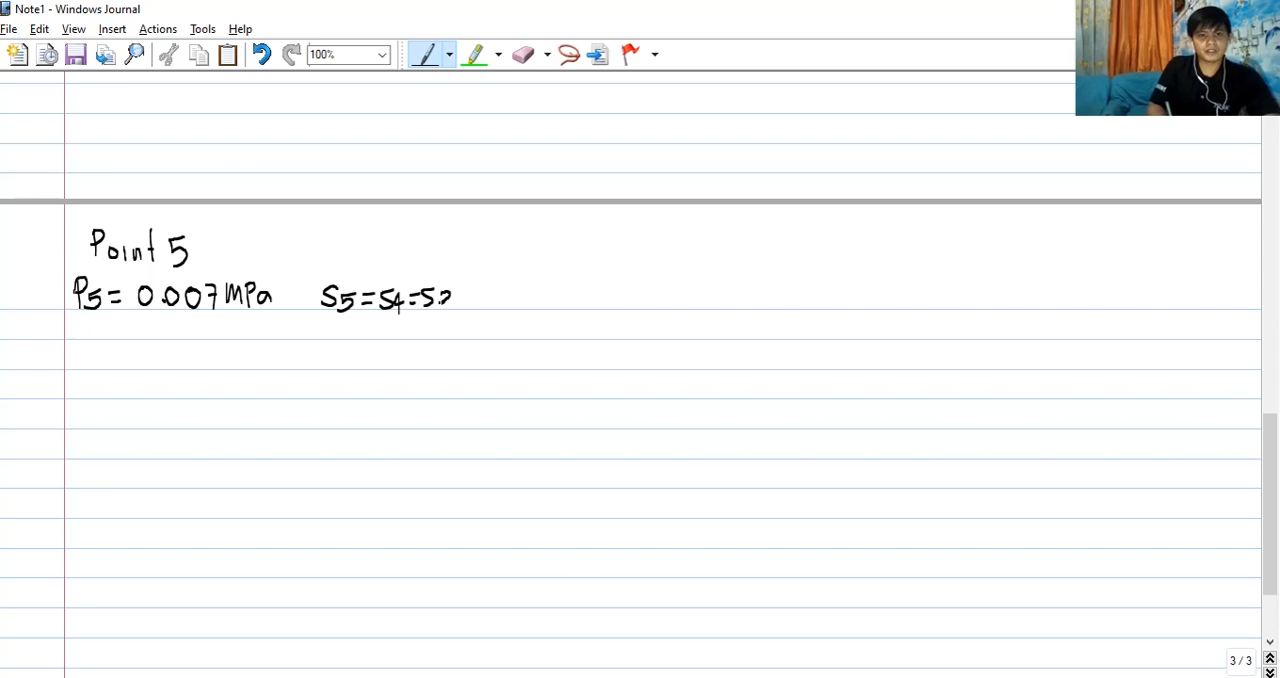 Note1 - Windows Journal
File Edit View Insert Actions Tools Help
100%
Point 5
P5 = 0.007 MPa S5 = S4 = S.
3 / 3